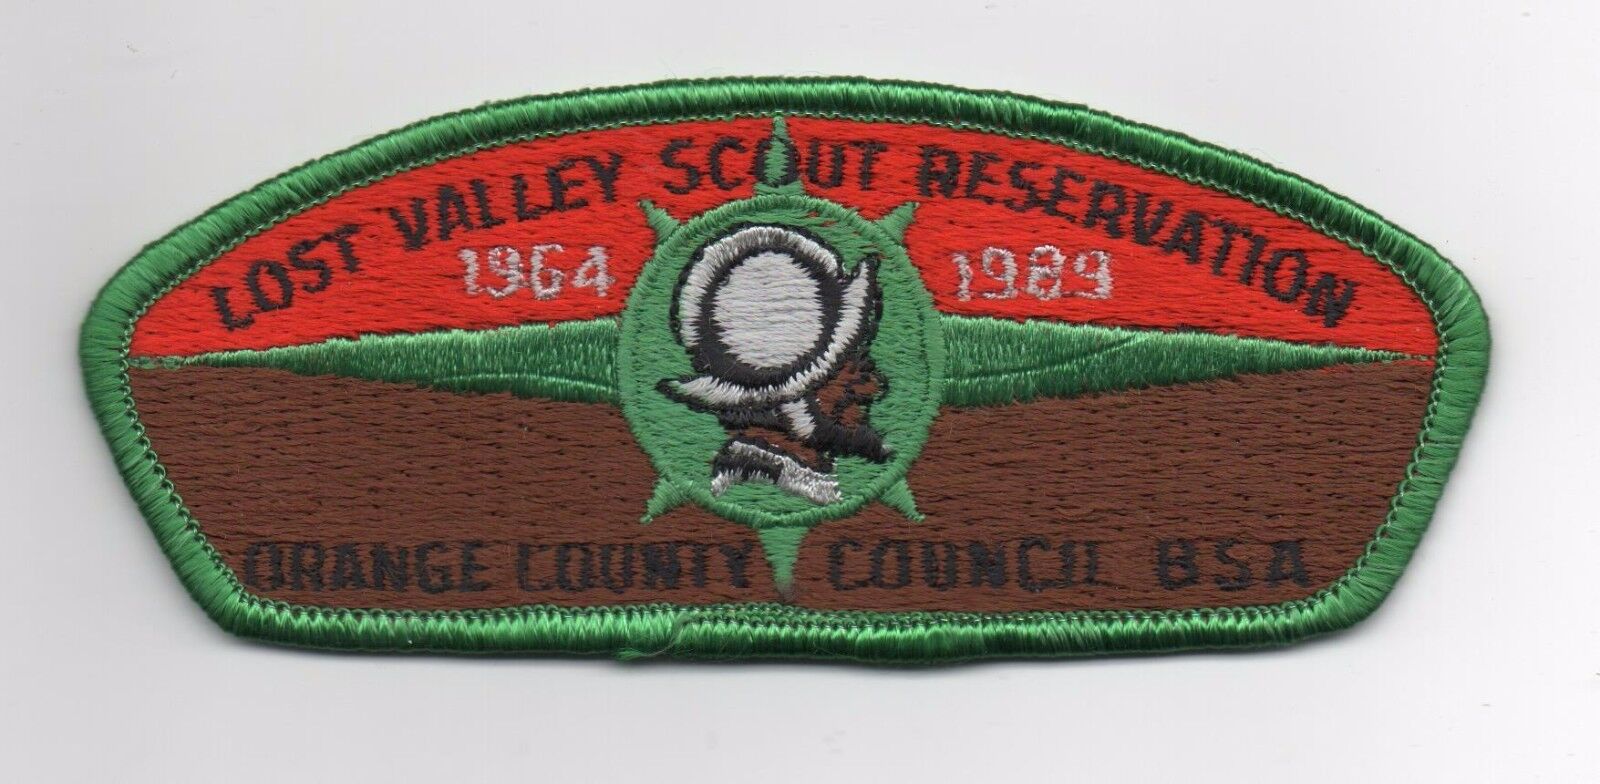 LOST VALLEY SCOUT RESERVATION
1964 1989
ORANGE COUNTY COUNCIL BSA